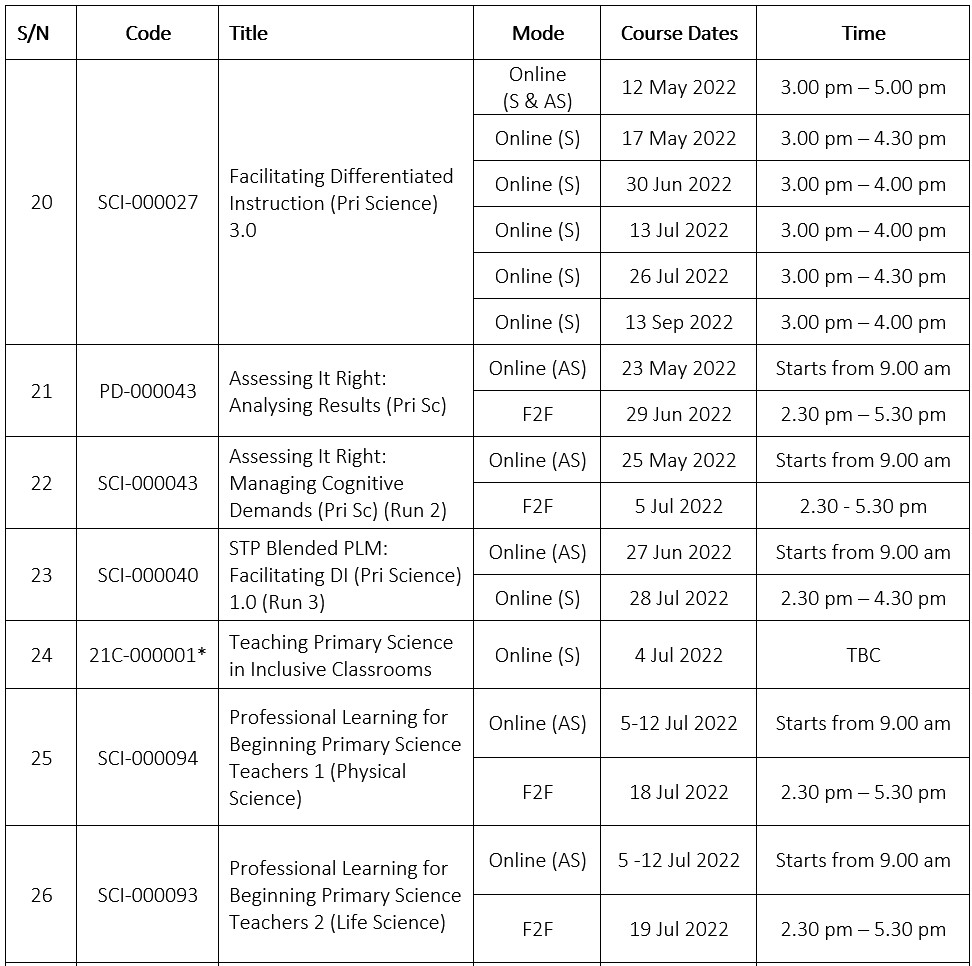 S/N Code Title Mode Course Dates Time
20 SCI-000027 Facilitating Differentiated
Instruction (Pri Science)
3.0
Online
(S & AS) 12 May 2022 3.00 pm – 5.00 pm
Online (S) 17 May 2022 3.00 pm – 4.30 pm
Online (S) 30 Jun 2022 3.00 pm – 4.00 pm
Online (S) 13 Jul 2022 3.00 pm – 4.00 pm
Online (S) 26 Jul 2022 3.00 pm – 4.30 pm
Online (S) 13 Sep 2022 3.00 pm – 4.00 pm
21 PD-000043 Assessing It Right:
Analysing Results (Pri Sc)
Online (AS) 23 May 2022 Starts from 9.00 am
F2F 29 Jun 2022 2.30 pm – 5.30 pm
22 SCI-000043 Assessing It Right:
Managing Cognitive
Demands (Pri Sc) (Run 2)
Online (AS) 25 May 2022 Starts from 9.00 am
F2F 5 Jul 2022 2.30 - 5.30 pm
23 SCI-000040 STP Blended PLM:
Facilitating DI (Pri Science)
1.0 (Run 3)
Online (AS) 27 Jun 2022 Starts from 9.00 am
Online (S) 28 Jul 2022 2.30 pm – 4.30 pm
24 21C-000001* Teaching Primary Science
in Inclusive Classrooms
Online (S) 4 Jul 2022 TBC
25 SCI-000094 Professional Learning for
Beginning Primary Science
Teachers 1 (Physical
Science)
Online (AS) 5-12 Jul 2022 Starts from 9.00 am
F2F 18 Jul 2022 2.30 pm – 5.30 pm
26 SCI-000093 Professional Learning for
Beginning Primary Science
Teachers 2 (Life Science)
Online (AS) 5 -12 Jul 2022 Starts from 9.00 am
F2F 19 Jul 2022 2.30 pm – 5.30 pm